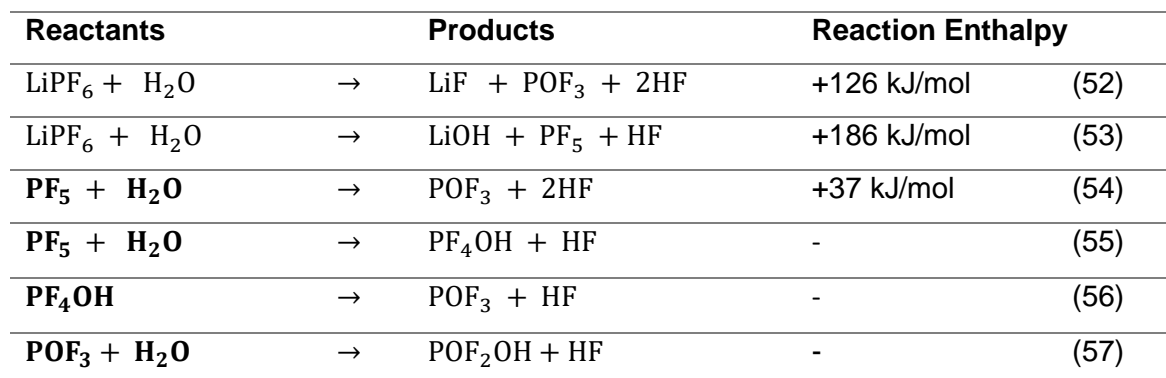 Reactants Products Reaction Enthalpy
LiPF₆ + H₂O → LiF + POF₃ + 2HF +126 kJ/mol (52)
LiPF₆ + H₂O → LiOH + PF₅ + HF +186 kJ/mol (53)
PF₅ + H₂O → POF₃ + 2HF +37 kJ/mol (54)
PF₅ + H₂O → PF₄OH + HF - (55)
PF₄OH → POF₃ + HF - (56)
POF₃ + H₂O → POF₂OH + HF - (57)